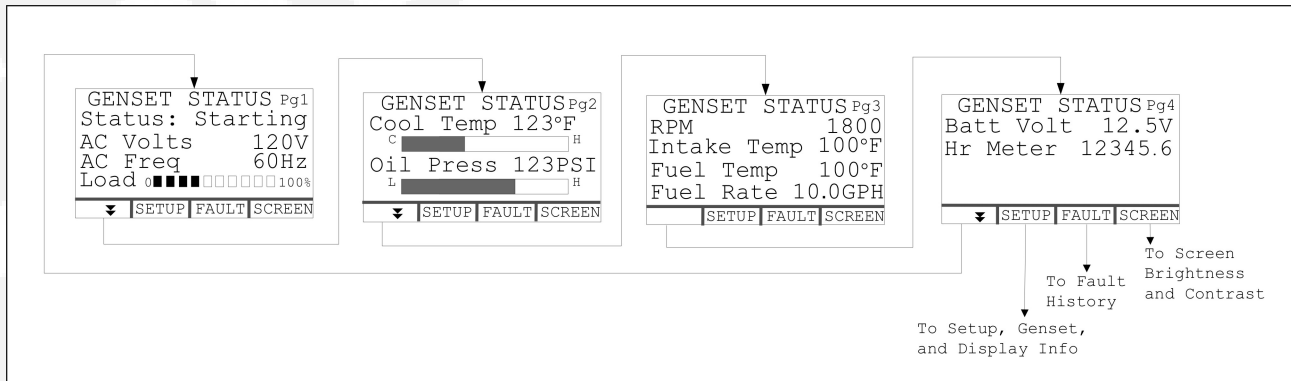 GENSET STATUS Pg1
Status: Starting
AC Volts 120V
AC Freq 60Hz
Load 0 100%
SETUP FAULT SCREEN
GENSET STATUS Pg2
Cool Temp 123°F
C H
Oil Press 123PSI
L H
SETUP FAULT SCREEN
GENSET STATUS Pg3
RPM 1800
Intake Temp 100°F
Fuel Temp 100°F
Fuel Rate 10.0GPH
SETUP FAULT SCREEN
GENSET STATUS Pg4
Batt Volt 12.5V
Hr Meter 12345.6
SETUP FAULT SCREEN
To Screen
Brightness
and Contrast
To Fault
History
To Setup, Genset,
and Display Info